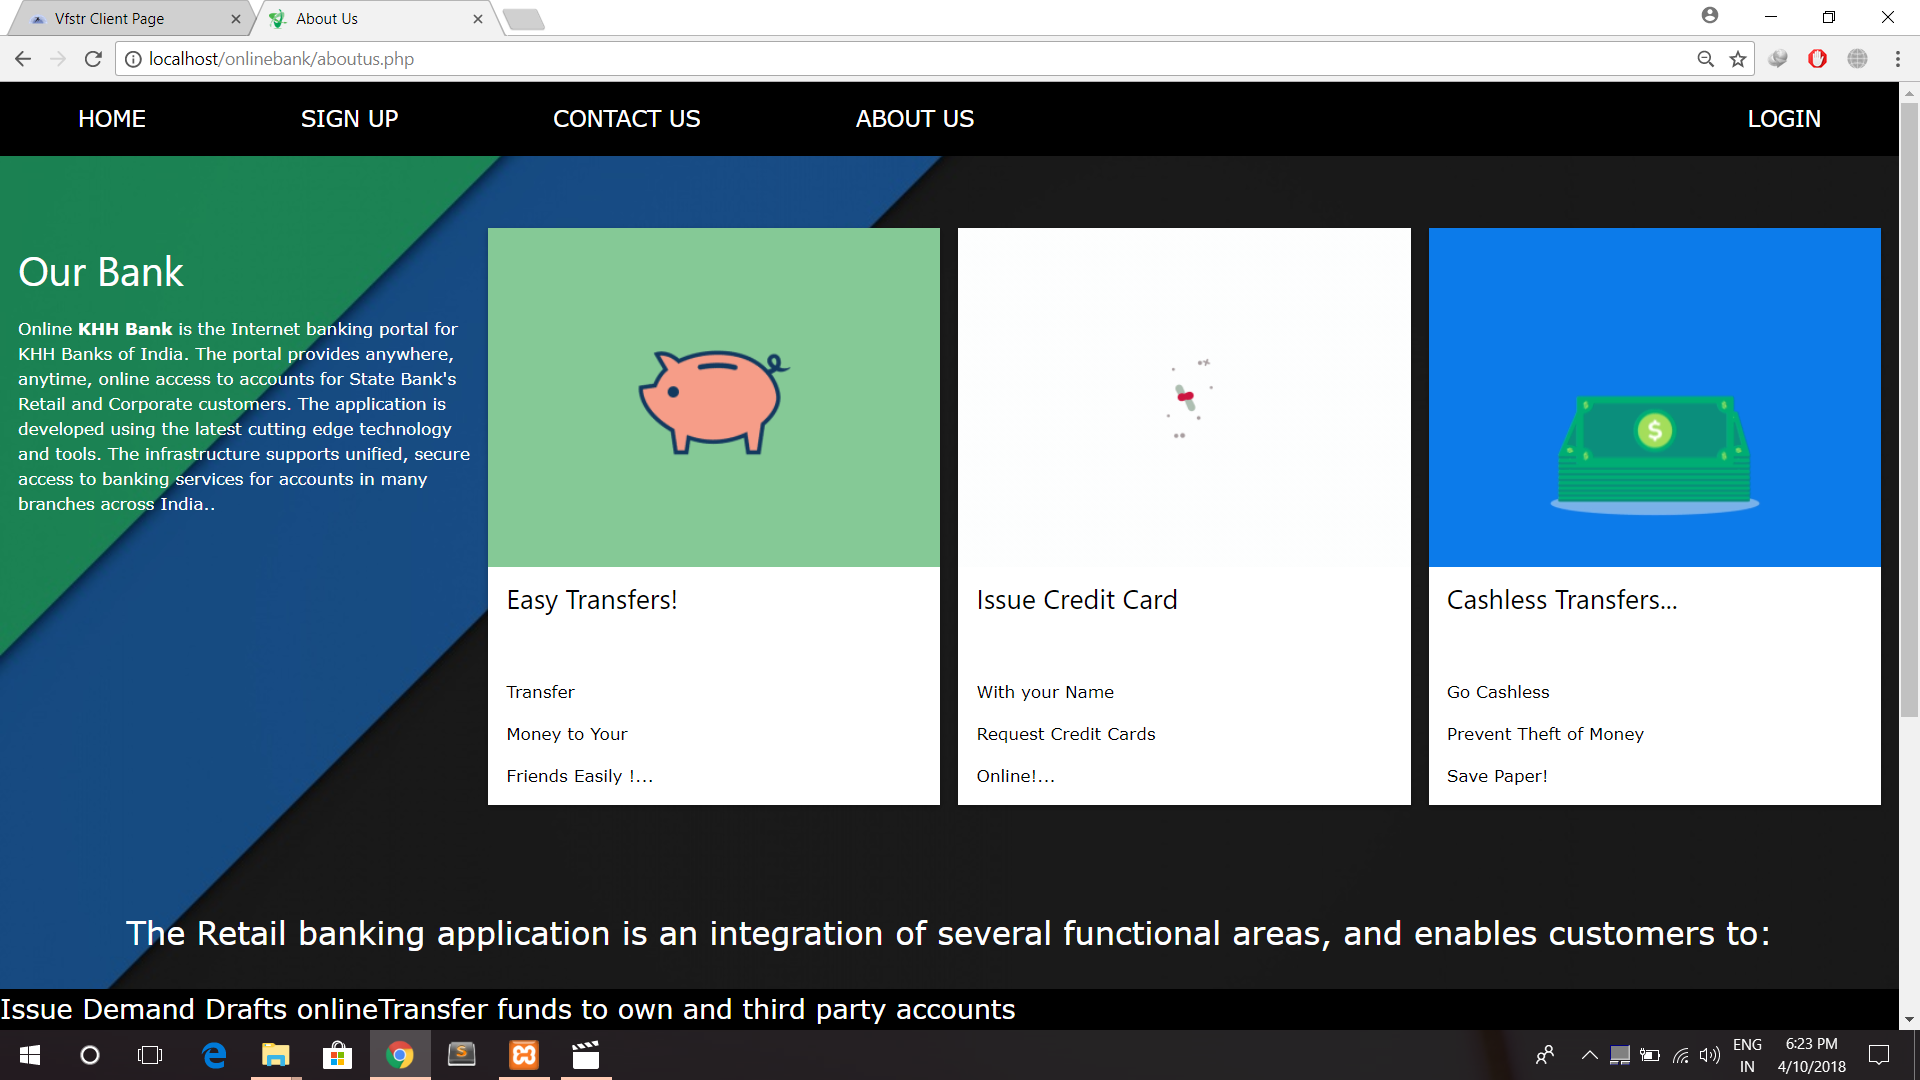 Vfstr Client Page
About Us
localhost/onlinebank/aboutus.php
HOME
SIGN UP
CONTACT US
ABOUT US
LOGIN
Our Bank
Online KHH Bank is the Internet banking portal for
KHH Banks of India. The portal provides anywhere,
anytime, online access to accounts for State Bank's
Retail and Corporate customers. The application is
developed using the latest cutting edge technology
and tools. The infrastructure supports unified, secure
access to banking services for accounts in many
branches across India..
$
Easy Transfers!
Transfer
Money to Your
Friends Easily !...
Issue Credit Card
With your Name
Request Credit Cards
Online!...
Cashless Transfers...
Go Cashless
Prevent Theft of Money
Save Paper!
The Retail banking application is an integration of several functional areas, and enables customers to:
Issue Demand Drafts onlineTransfer funds to own and third party accounts
ENG
IN
6:23 PM
4/10/2018